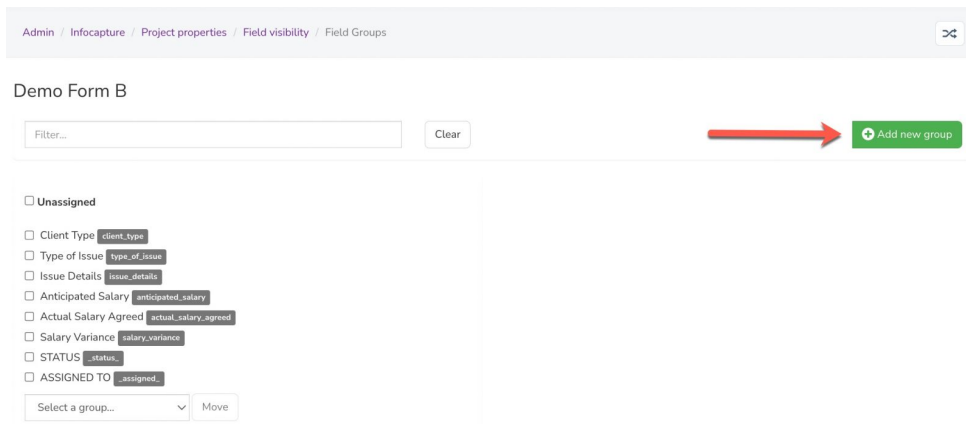 Admin / Infocapture / Project properties / Field visibility / Field Groups
Demo Form B
Filter... Clear Add new group
Unassigned
Client Type client_type
Type of Issue type_of_issue
Issue Details issue_details
Anticipated Salary anticipated_salary
Actual Salary Agreed actual_salary_agreed
Salary Variance salary_variance
STATUS _status_
ASSIGNED TO _assigned_
Select a group... Move